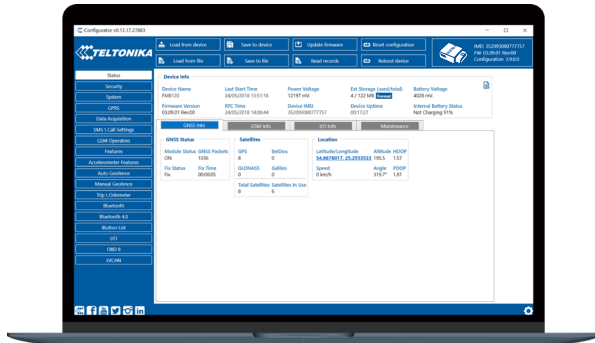 Configurator v0.13.17.27883
TELTONIKA
Load from device
Save to device
Update firmware
Reset configuration
Load from file
Save to file
Read records
Reboot device
IMEI 352093080777757
FW 03.09.01 Rev:00
Configuration 1.9.0.0
Status
Security
System
GPRS
Data Acquisition
SMS \ Call Settings
GSM Operators
Features
Accelerometer Features
Auto Geofence
Manual Geofence
Trip \ Odometer
Bluetooth
Bluetooth 4.0
iButton List
I/O
OBD II
LVCAN
Device Info
Device Name Last Start Time Power Voltage Ext Storage (used/total) Battery Voltage
FMB120 24/05/2018 13:51:16 12197 mV. 4 / 122 MB Format 4028 mV.
Firmware Version RTC Time Device IMEI Device Uptime Internal Battery Status
03.09.01 Rev:00 24/05/2018 14:08:44 352093080777757 00:17:27 Not Charging 91%
GNSS Info GSM Info I/O Info Maintenance
GNSS Status
Module Status GNSS Packets
ON 1036
Fix Status Fix Time
Fix 00:00:05
Satellites
GPS BeiDou
8 0
GLONASS Galileo
0 0
Total Satellites Satellites In Use
8 6
Location
Latitude/Longitude Altitude HDOP
195.5 1.57
Speed Angle PDOP
0 km/h 319.7° 1.81